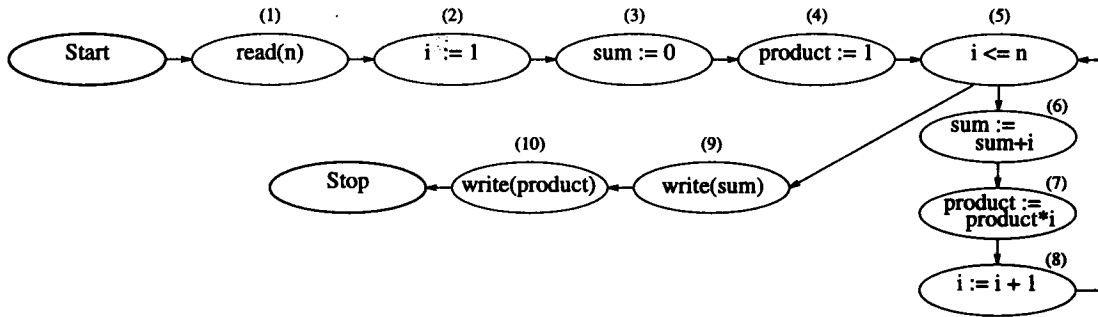 (1)
(2)
(3)
(4)
(5)
Start
read(n)
i := 1
sum := 0
product := 1
i <= n
(6)
sum :=
sum+i
(10)
(9)
Stop
write(product)
write(sum)
(7)
product :=
product*i
(8)
i := i + 1